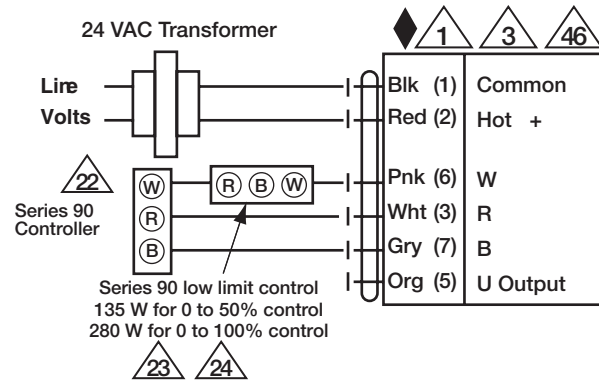 24 VAC Transformer
1 3 46
Line
Volts
Blk (1) Common
Red (2) Hot +
22
Series 90
Controller
W
R
B
R B W
Pnk (6) W
Wht (3) R
Gry (7) B
Org (5) U Output
Series 90 low limit control
135 W for 0 to 50% control
280 W for 0 to 100% control
23 24